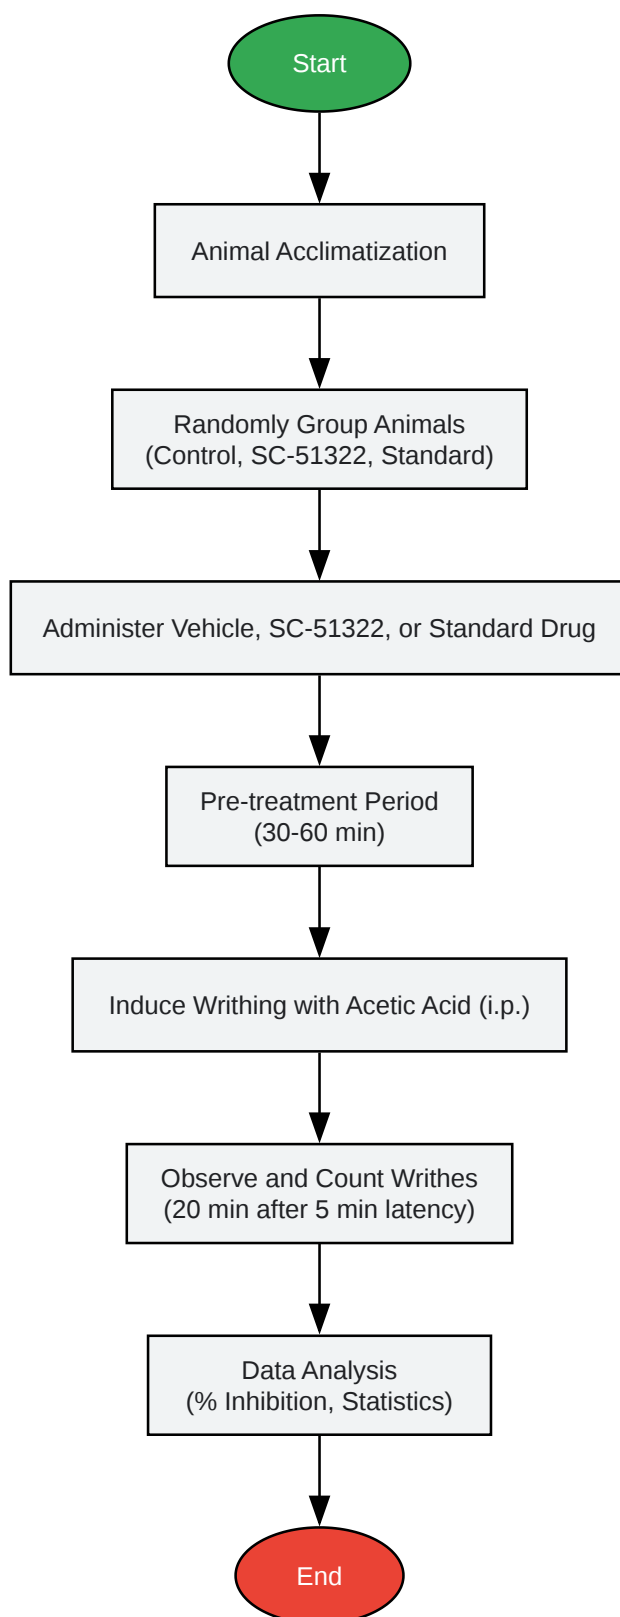 Start
Animal Acclimatization
Randomly Group Animals
(Control, SC-51322, Standard)
Administer Vehicle, SC-51322, or Standard Drug
Pre-treatment Period
(30-60 min)
Induce Writhing with Acetic Acid (i.p.)
Observe and Count Writhes
(20 min after 5 min latency)
Data Analysis
(% Inhibition, Statistics)
End